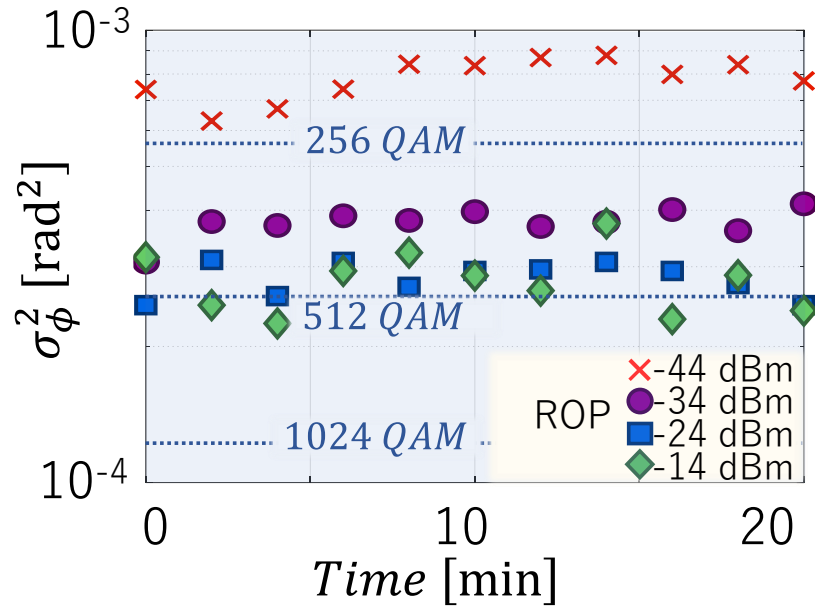 10⁻³
256 QAM
σ²ϕ [rad²]
512 QAM
-44 dBm
-34 dBm
ROP
-24 dBm
1024 QAM
-14 dBm
10⁻⁴
0 10 20
Time [min]